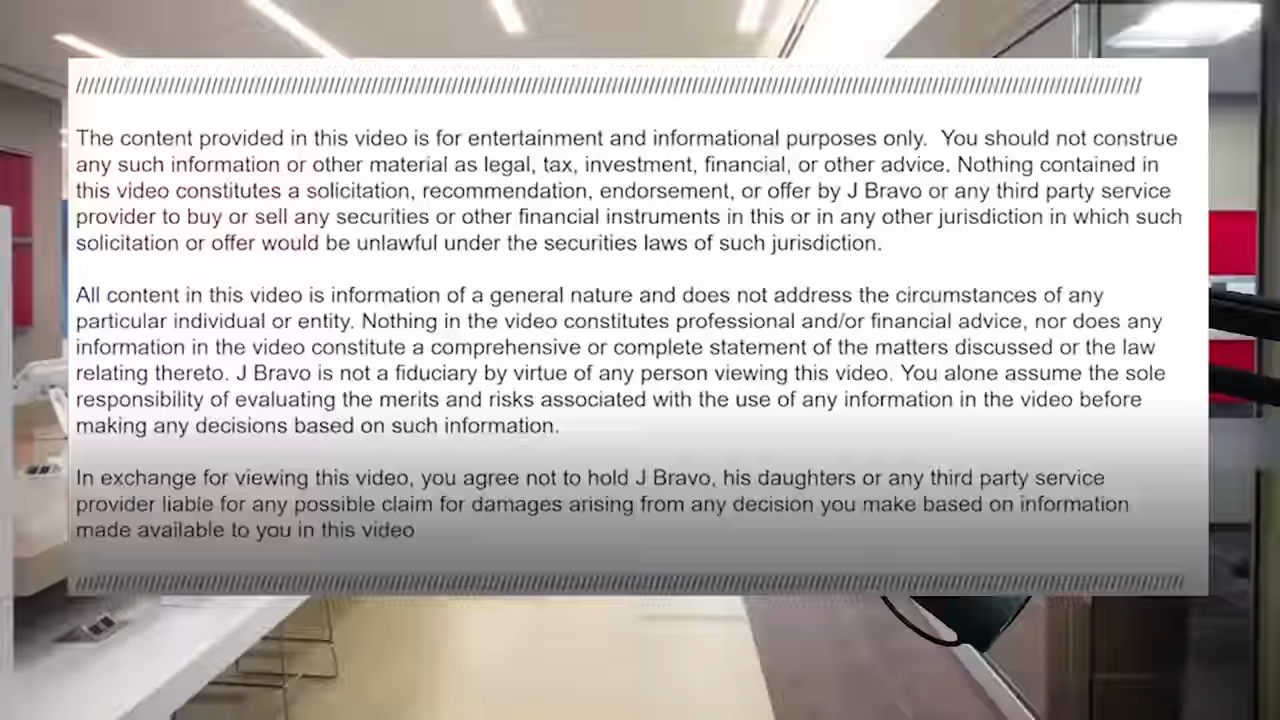 The content provided in this video is for entertainment and informational purposes only.  You should not construe
any such information or other material as legal, tax, investment, financial, or other advice. Nothing contained in
this video constitutes a solicitation, recommendation, endorsement, or offer by J Bravo or any third party service
provider to buy or sell any securities or other financial instruments in this or in any other jurisdiction in which such
solicitation or offer would be unlawful under the securities laws of such jurisdiction.
All content in this video is information of a general nature and does not address the circumstances of any
particular individual or entity. Nothing in the video constitutes professional and/or financial advice, nor does any
information in the video constitute a comprehensive or complete statement of the matters discussed or the law
relating thereto. J Bravo is not a fiduciary by virtue of any person viewing this video. You alone assume the sole
responsibility of evaluating the merits and risks associated with the use of any information in the video before
making any decisions based on such information.
In exchange for viewing this video, you agree not to hold J Bravo, his daughters or any third party service
provider liable for any possible claim for damages arising from any decision you make based on information
made available to you in this video